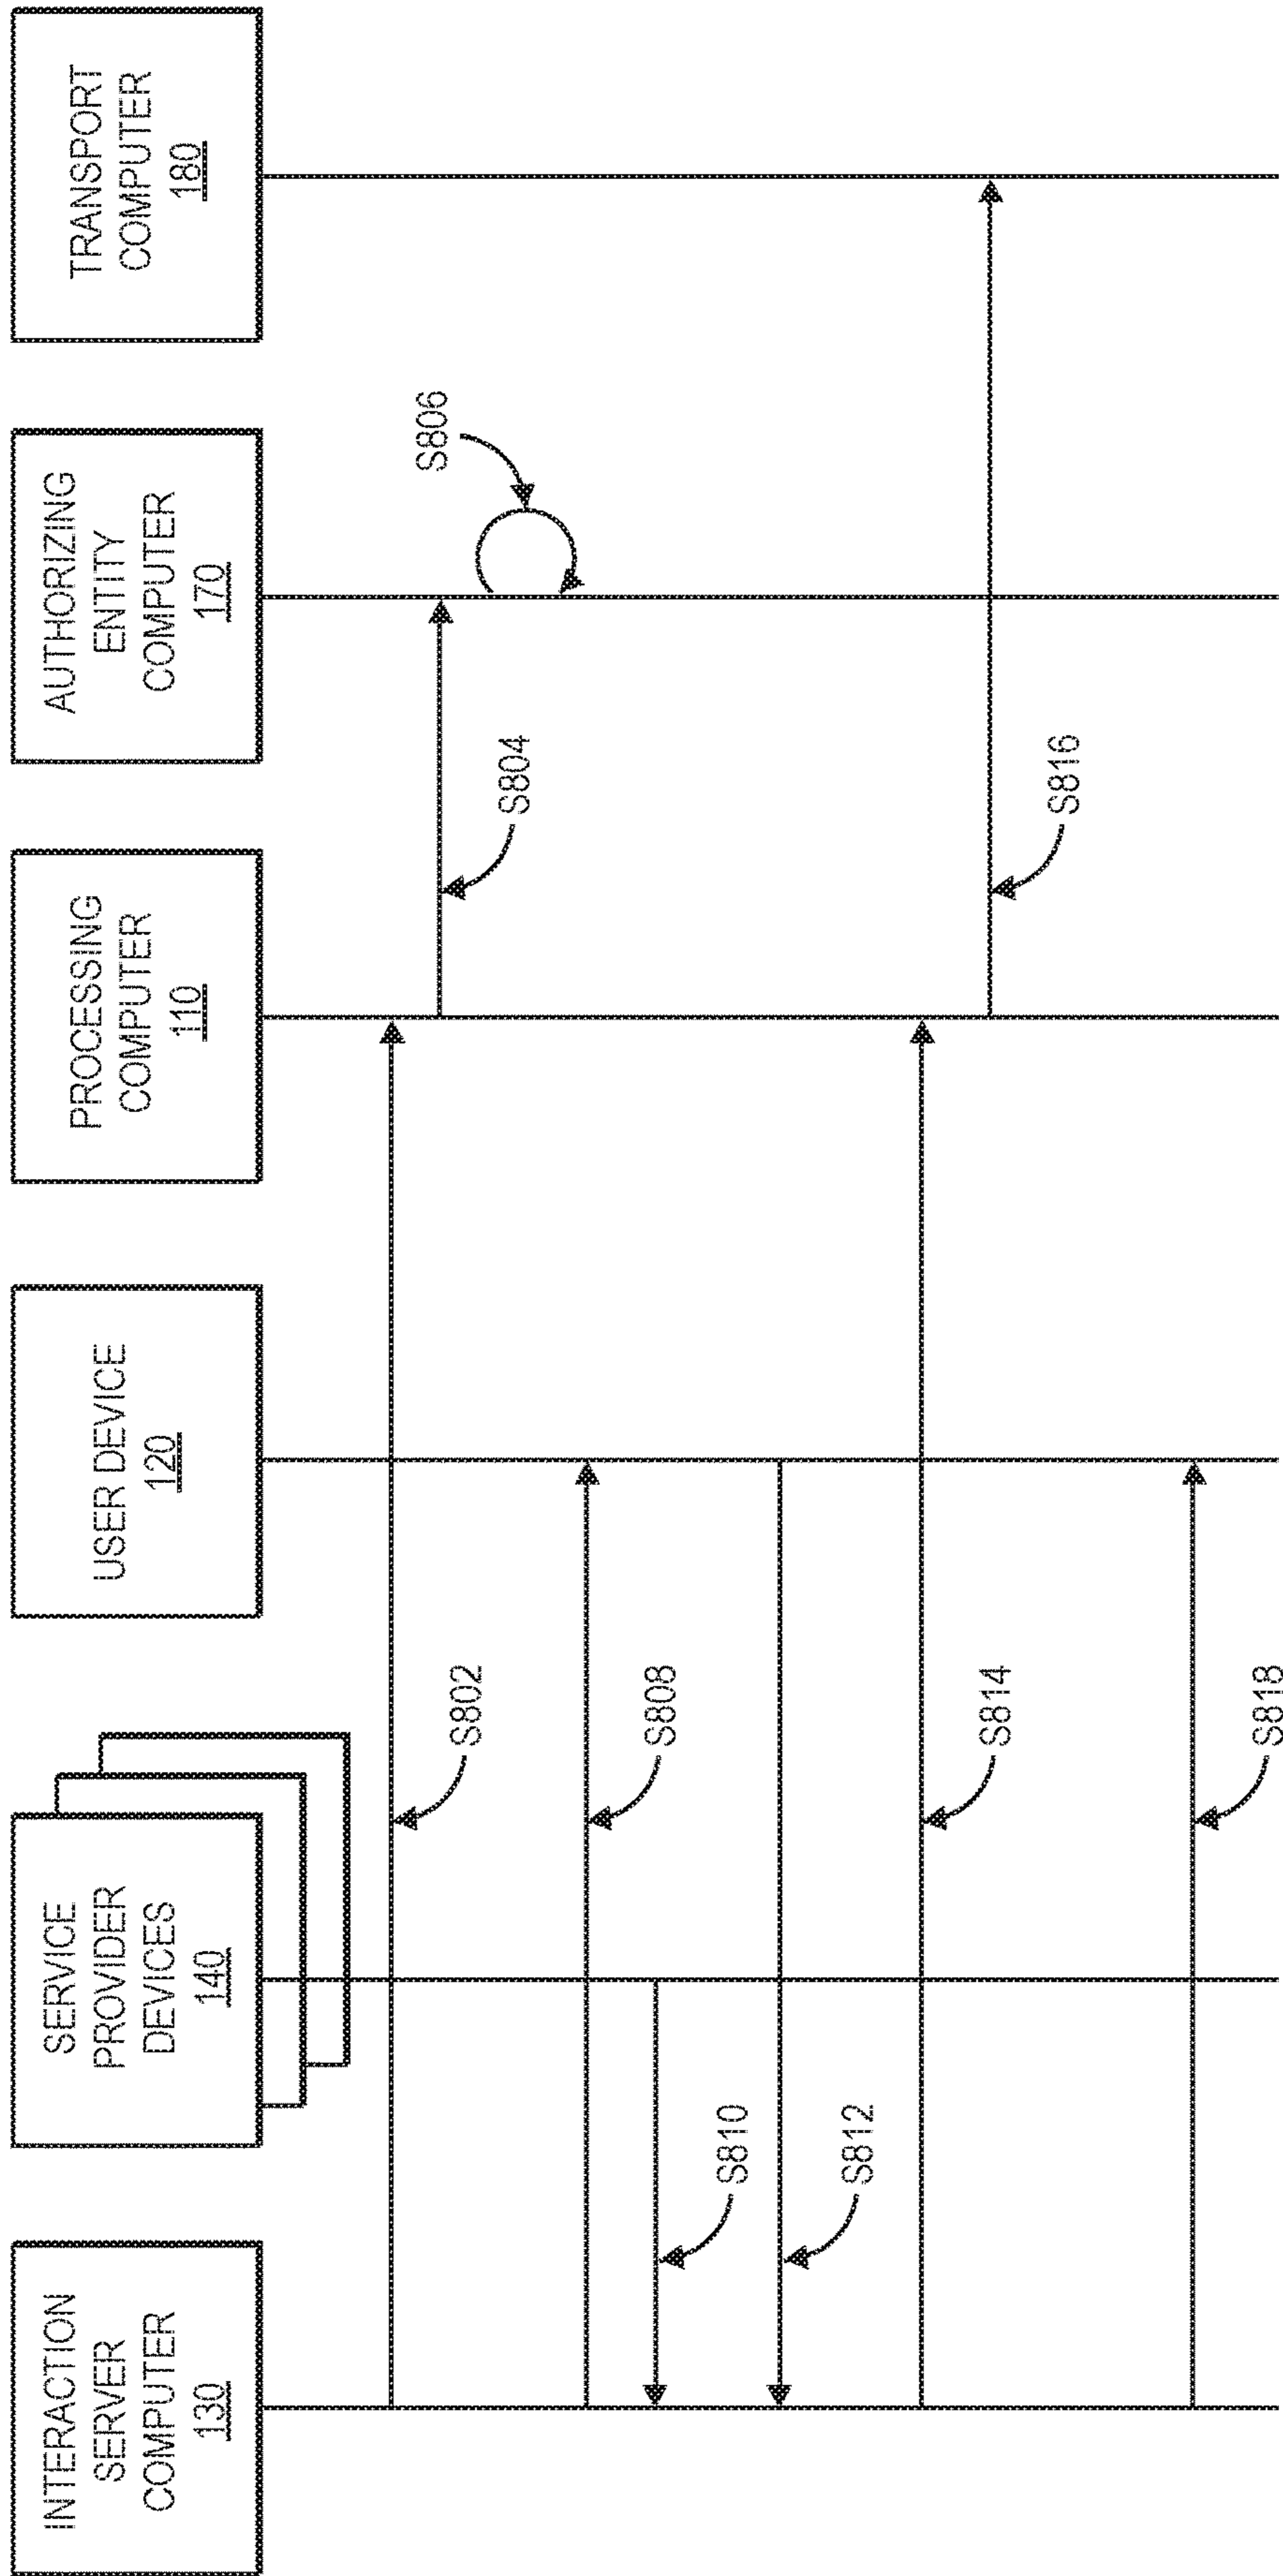 INTERACTION
SERVER
COMPUTER
130
SERVICE
PROVIDER
DEVICES
140
USER DEVICE
120
PROCESSING
COMPUTER
110
AUTHORIZING
ENTITY
COMPUTER
170
TRANSPORT
COMPUTER
180
S802
S804
S806
S808
S810
S812
S814
S816
S818